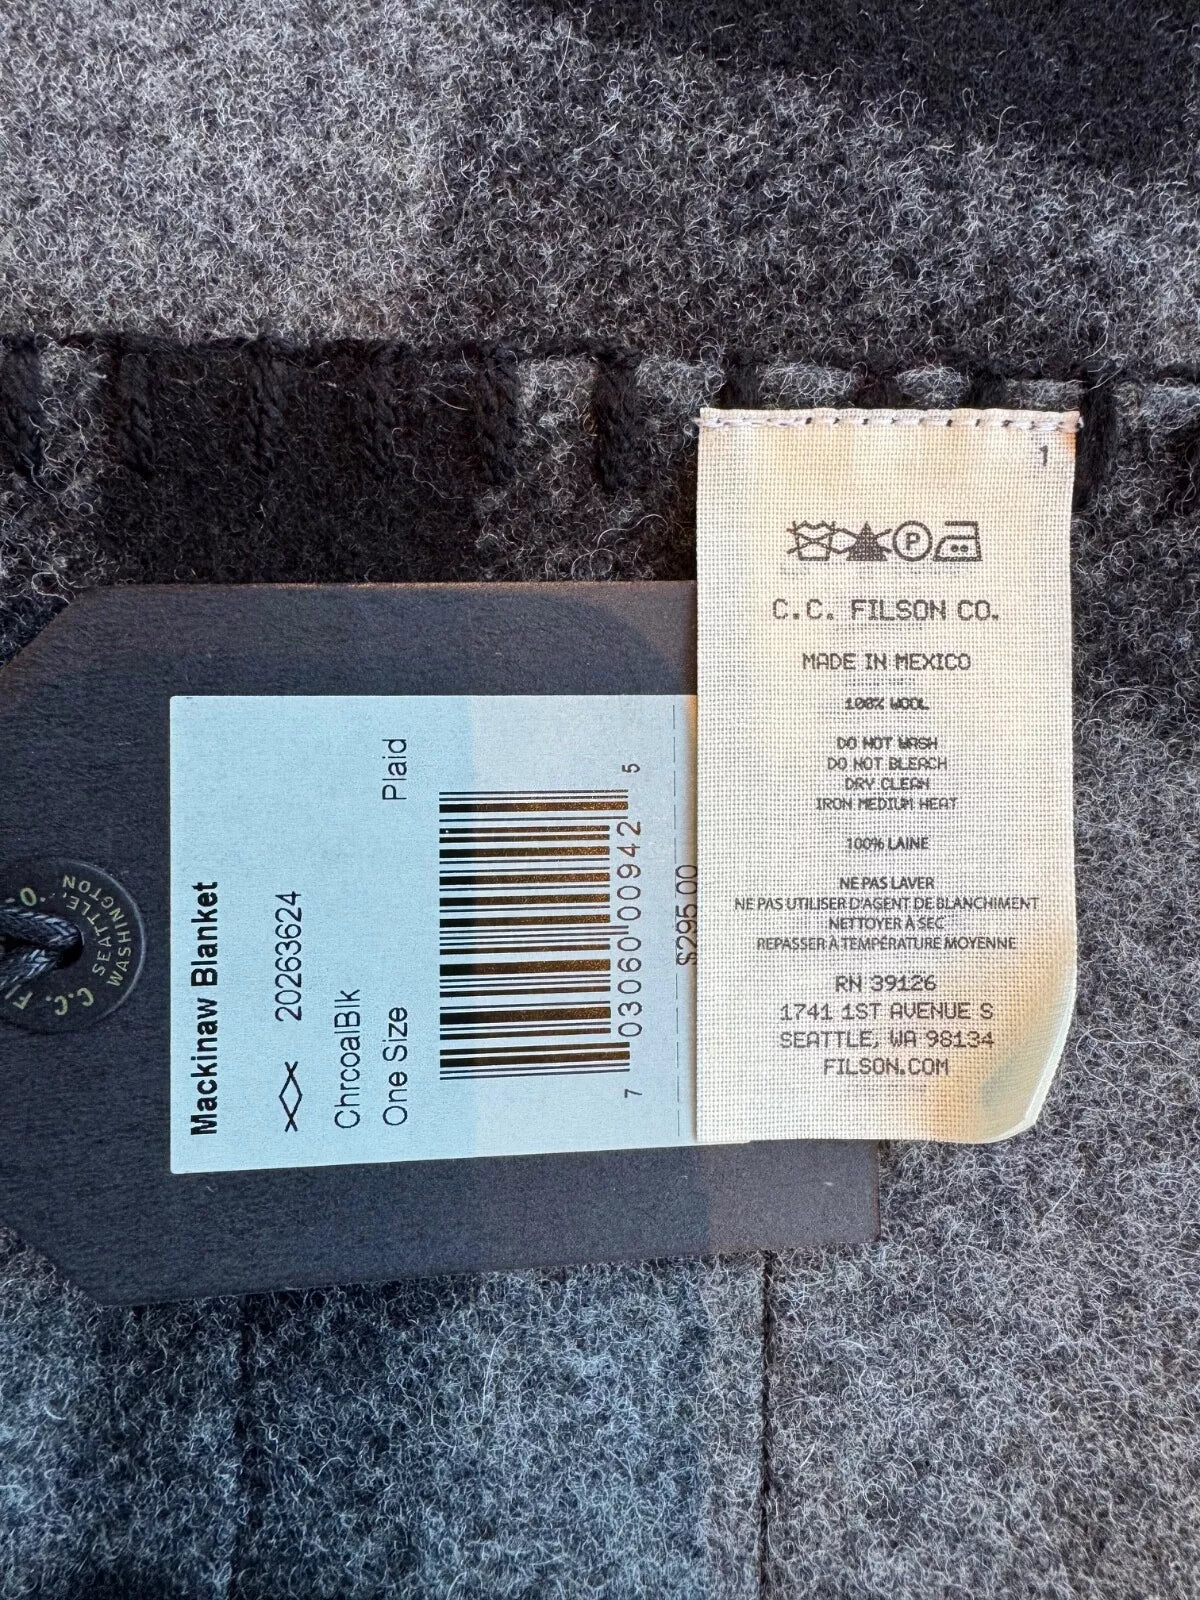 Mackinaw Blanket
20263624
ChrcoalBlk
One Size Plaid
7 03060 00942 5
$295.00
C.C. FILSON CO.
SEATTLE,
WASHINGTON
1
P
C.C. FILSON CO.
MADE IN MEXICO
100% WOOL
DO NOT WASH
DO NOT BLEACH
DRY CLEAN
IRON MEDIUM HEAT
100% LAINE
NE PAS LAVER
NE PAS UTILISER D'AGENT DE BLANCHIMENT
NETTOYER À SEC
REPASSER À TEMPÉRATURE MOYENNE
RN 39126
1741 1ST AVENUE S
SEATTLE, WA 98134
FILSON.COM